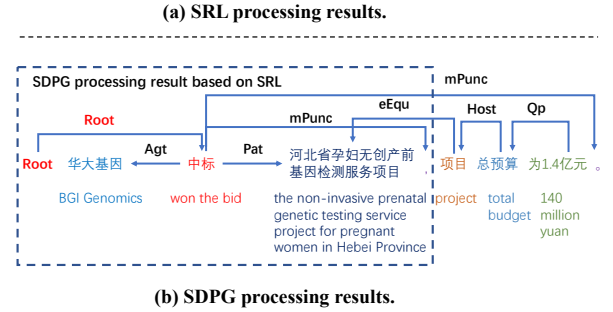 (a) SRL processing results.
SDPG processing result based on SRL
mPunc
Root
mPunc
eEqu
Host
Qp
Agt
Pat
Root 华大基因 中标 河北省孕妇无创产前 , 项目 总预算 为1.4亿元 。
基因检测服务项目
BGI Genomics won the bid the non-invasive prenatal project total 140
genetic testing service budget million
project for pregnant yuan
women in Hebei Province
(b) SDPG processing results.